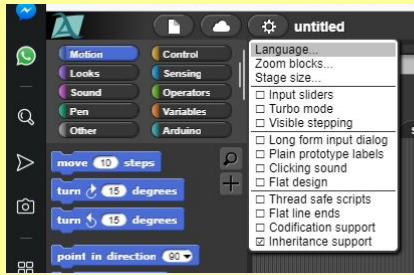 untitled
Motion
Control
Looks
Sensing
Sound
Operators
Pen
Variables
Other
Arduino
move 10 steps
turn 15 degrees
turn 15 degrees
point in direction 90
Language...
Zoom blocks...
Stage size...
Input sliders
Turbo mode
Visible stepping
Long form input dialog
Plain prototype labels
Clicking sound
Flat design
Thread safe scripts
Flat line ends
Codification support
Inheritance support